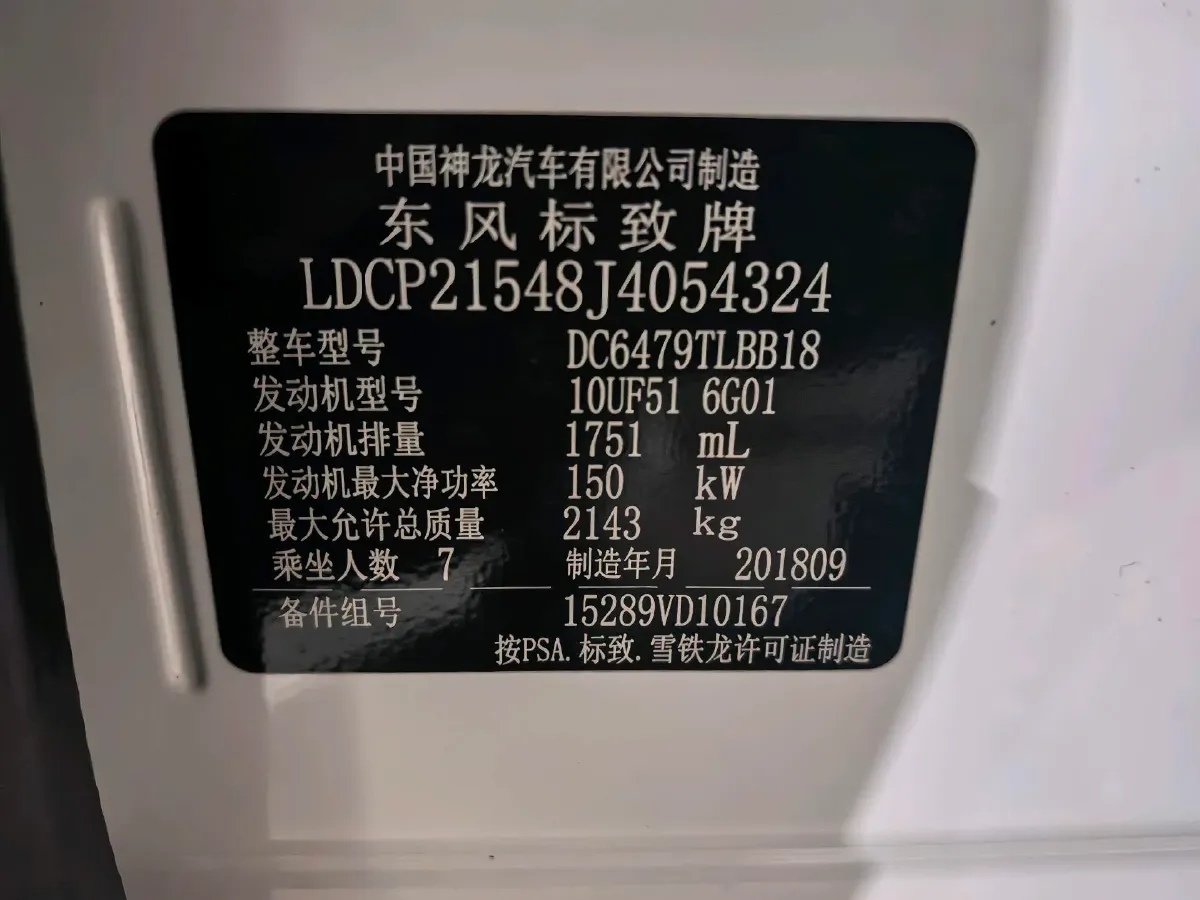 中国神龙汽车有限公司制造
东风标致牌
LDCP21548J4054324
整车型号 DC6479TLBB18
发动机型号 10UF51 6G01
发动机排量 1751 mL
发动机最大净功率 150 kW
最大允许总质量 2143 kg
乘坐人数 7 制造年月 201809
备件组号 15289VD10167
按PSA.标致.雪铁龙许可证制造